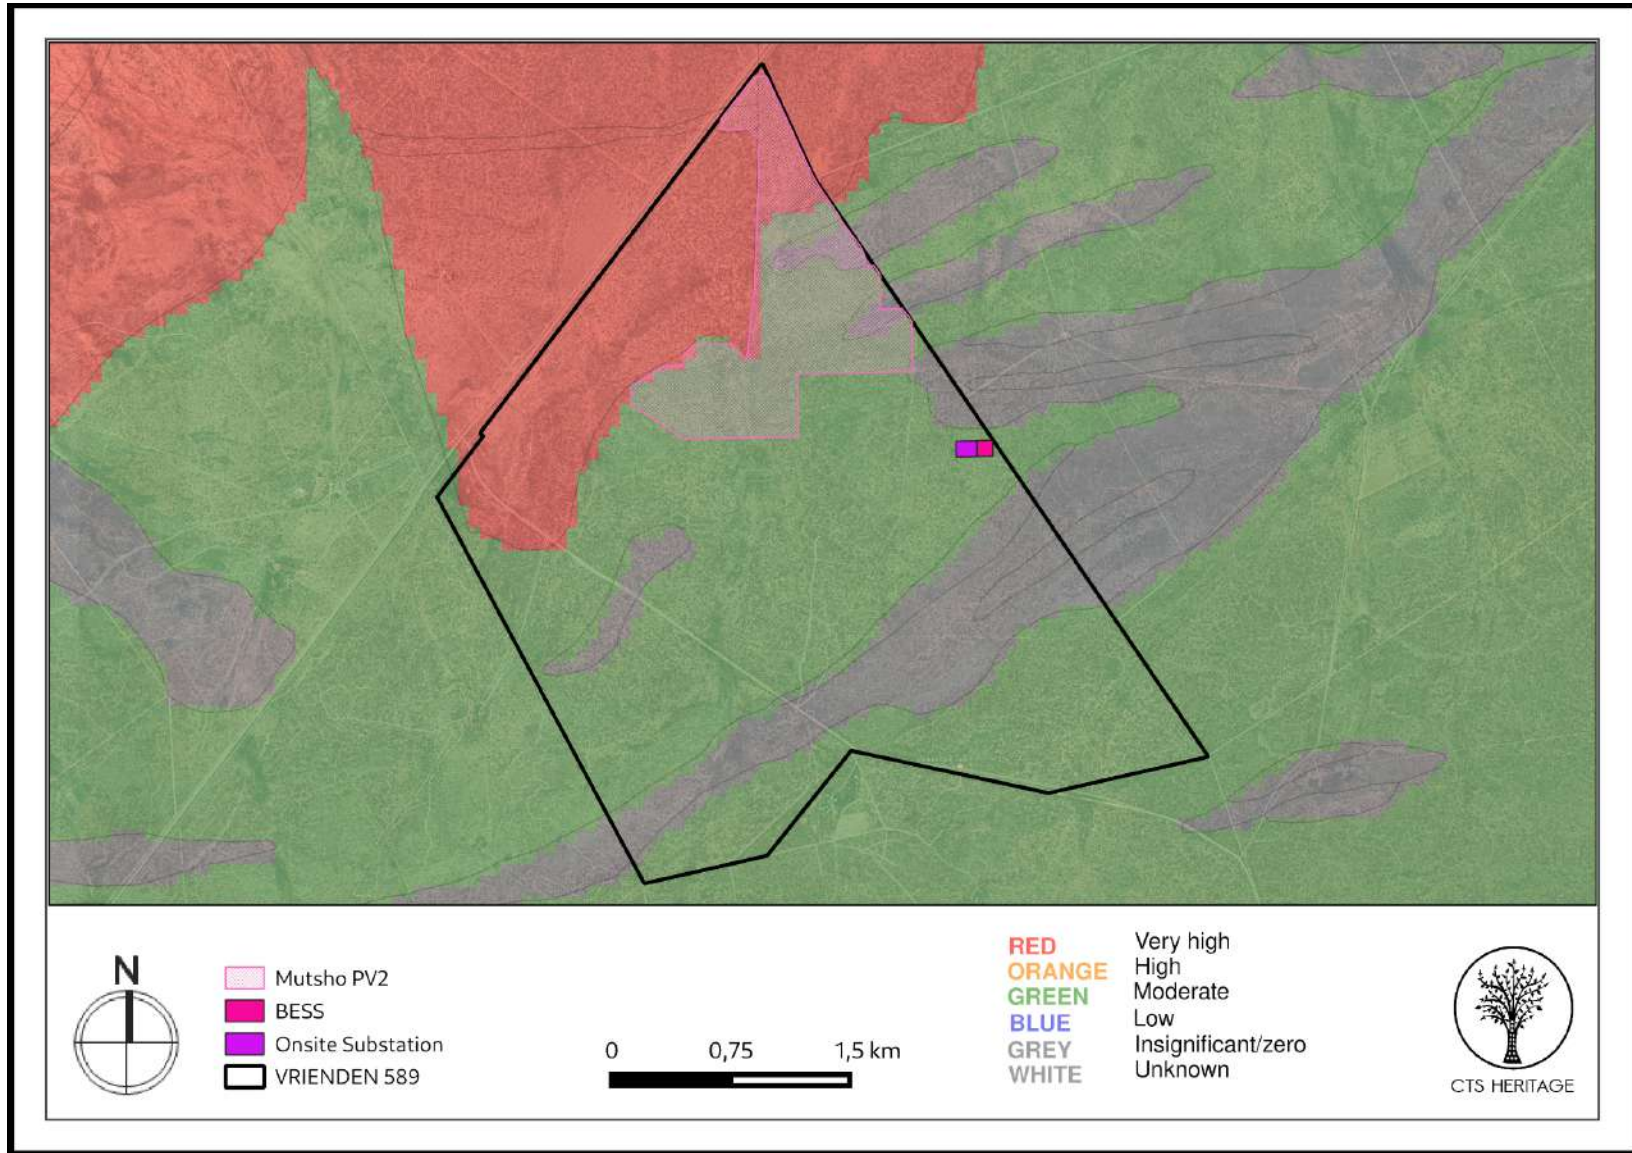 N
Mutsho PV2
BESS
Onsite Substation
VRIENDEN 589
0 0,75 1,5 km
RED Very high
ORANGE High
GREEN Moderate
BLUE Low
GREY Insignificant/zero
WHITE Unknown
CTS HERITAGE